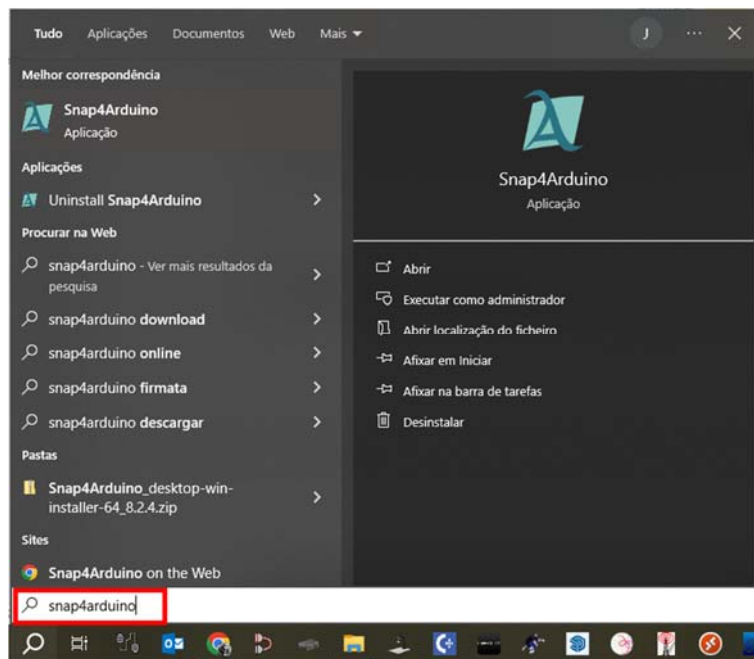 Tudo Aplicações Documentos Web Mais J
Melhor correspondência
Snap4Arduino
Aplicação
Aplicações
Uninstall Snap4Arduino
Procurar na Web
snap4arduino - Ver mais resultados da
pesquisa
snap4arduino download
snap4arduino online
snap4arduino firmata
snap4arduino descargar
Pastas
Snap4Arduino_desktop-win-
installer-64_8.2.4.zip
Sites
Snap4Arduino on the Web
snap4arduino
Snap4Arduino
Aplicação
Abrir
Executar como administrador
Abrir localização do ficheiro
Afixar em Iniciar
Afixar na barra de tarefas
Desinstalar